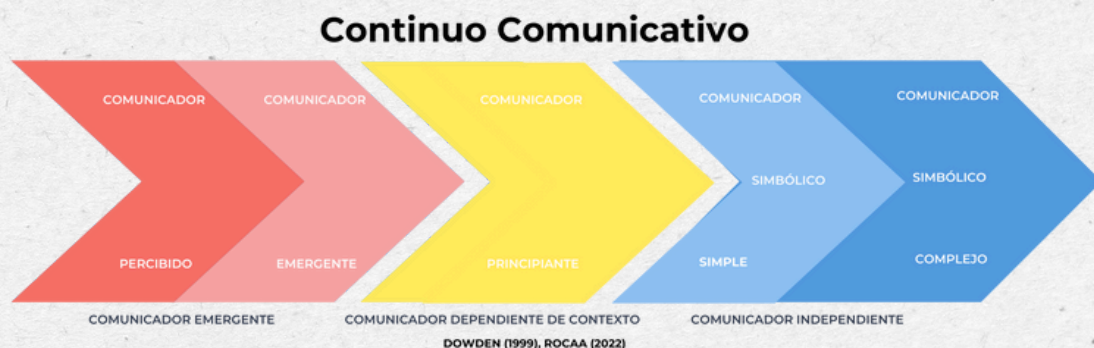 Continuo Comunicativo
COMUNICADOR
PERCIBIDO
COMUNICADOR
EMERGENTE
COMUNICADOR
PRINCIPIANTE
COMUNICADOR
SIMBÓLICO
SIMPLE
COMUNICADOR
SIMBÓLICO
COMPLEJO
COMUNICADOR EMERGENTE
COMUNICADOR DEPENDIENTE DE CONTEXTO
COMUNICADOR INDEPENDIENTE
DOWDEN (1999), ROCAA (2022)